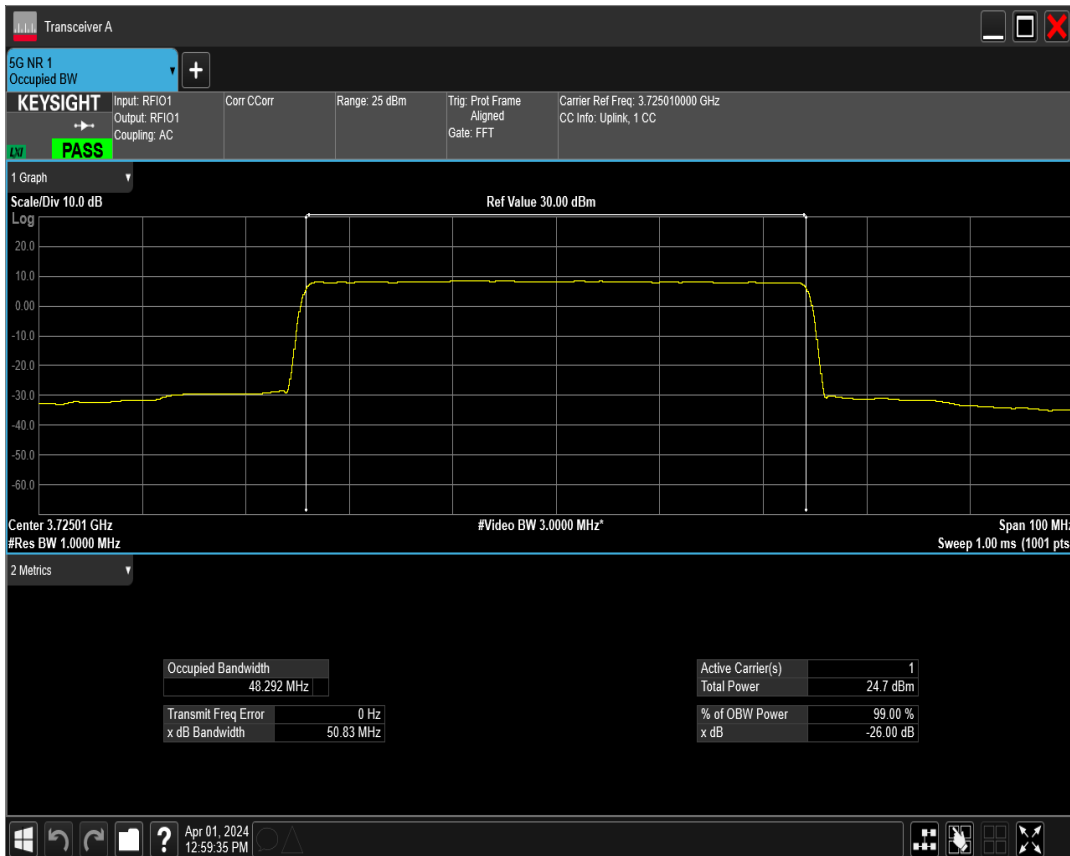 Transceiver A
5G NR 1
Occupied BW
KEYSIGHT
LXI
PASS
Input: RFIO1
Output: RFIO1
Coupling: AC
Corr CCorr
Range: 25 dBm
Trig: Prot Frame
Aligned
Gate: FFT
Carrier Ref Freq: 3.725010000 GHz
CC Info: Uplink, 1 CC
1 Graph
Scale/Div 10.0 dB
Ref Value 30.00 dBm
Log
20.0
10.0
0.00
-10.0
-20.0
-30.0
-40.0
-50.0
-60.0
Center 3.72501 GHz
#Video BW 3.0000 MHz*
Span 100 MHz
#Res BW 1.0000 MHz
Sweep 1.00 ms (1001 pts
2 Metrics
Occupied Bandwidth
48.292 MHz
Transmit Freq Error 0 Hz
x dB Bandwidth 50.83 MHz
Active Carrier(s) 1
Total Power 24.7 dBm
% of OBW Power 99.00 %
x dB -26.00 dB
?
Apr 01, 2024
12:59:35 PM